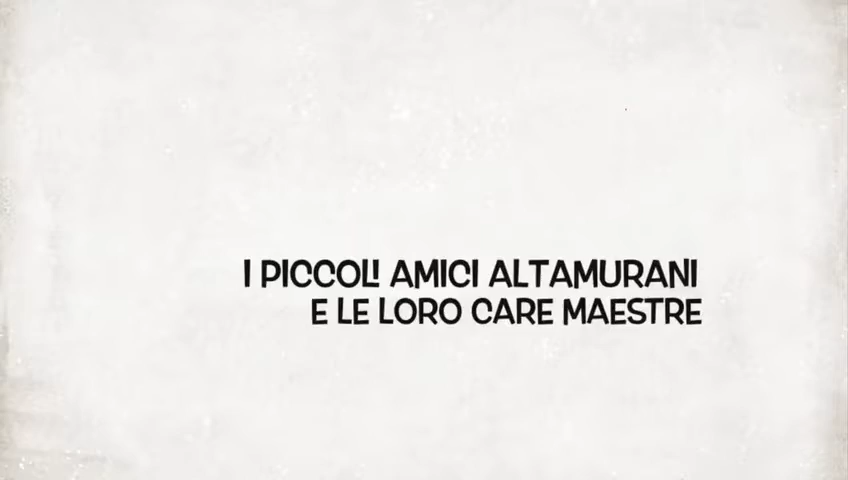 I PICCOLI AMICI ALTAMURANI
E LE LORO CARE MAESTRE